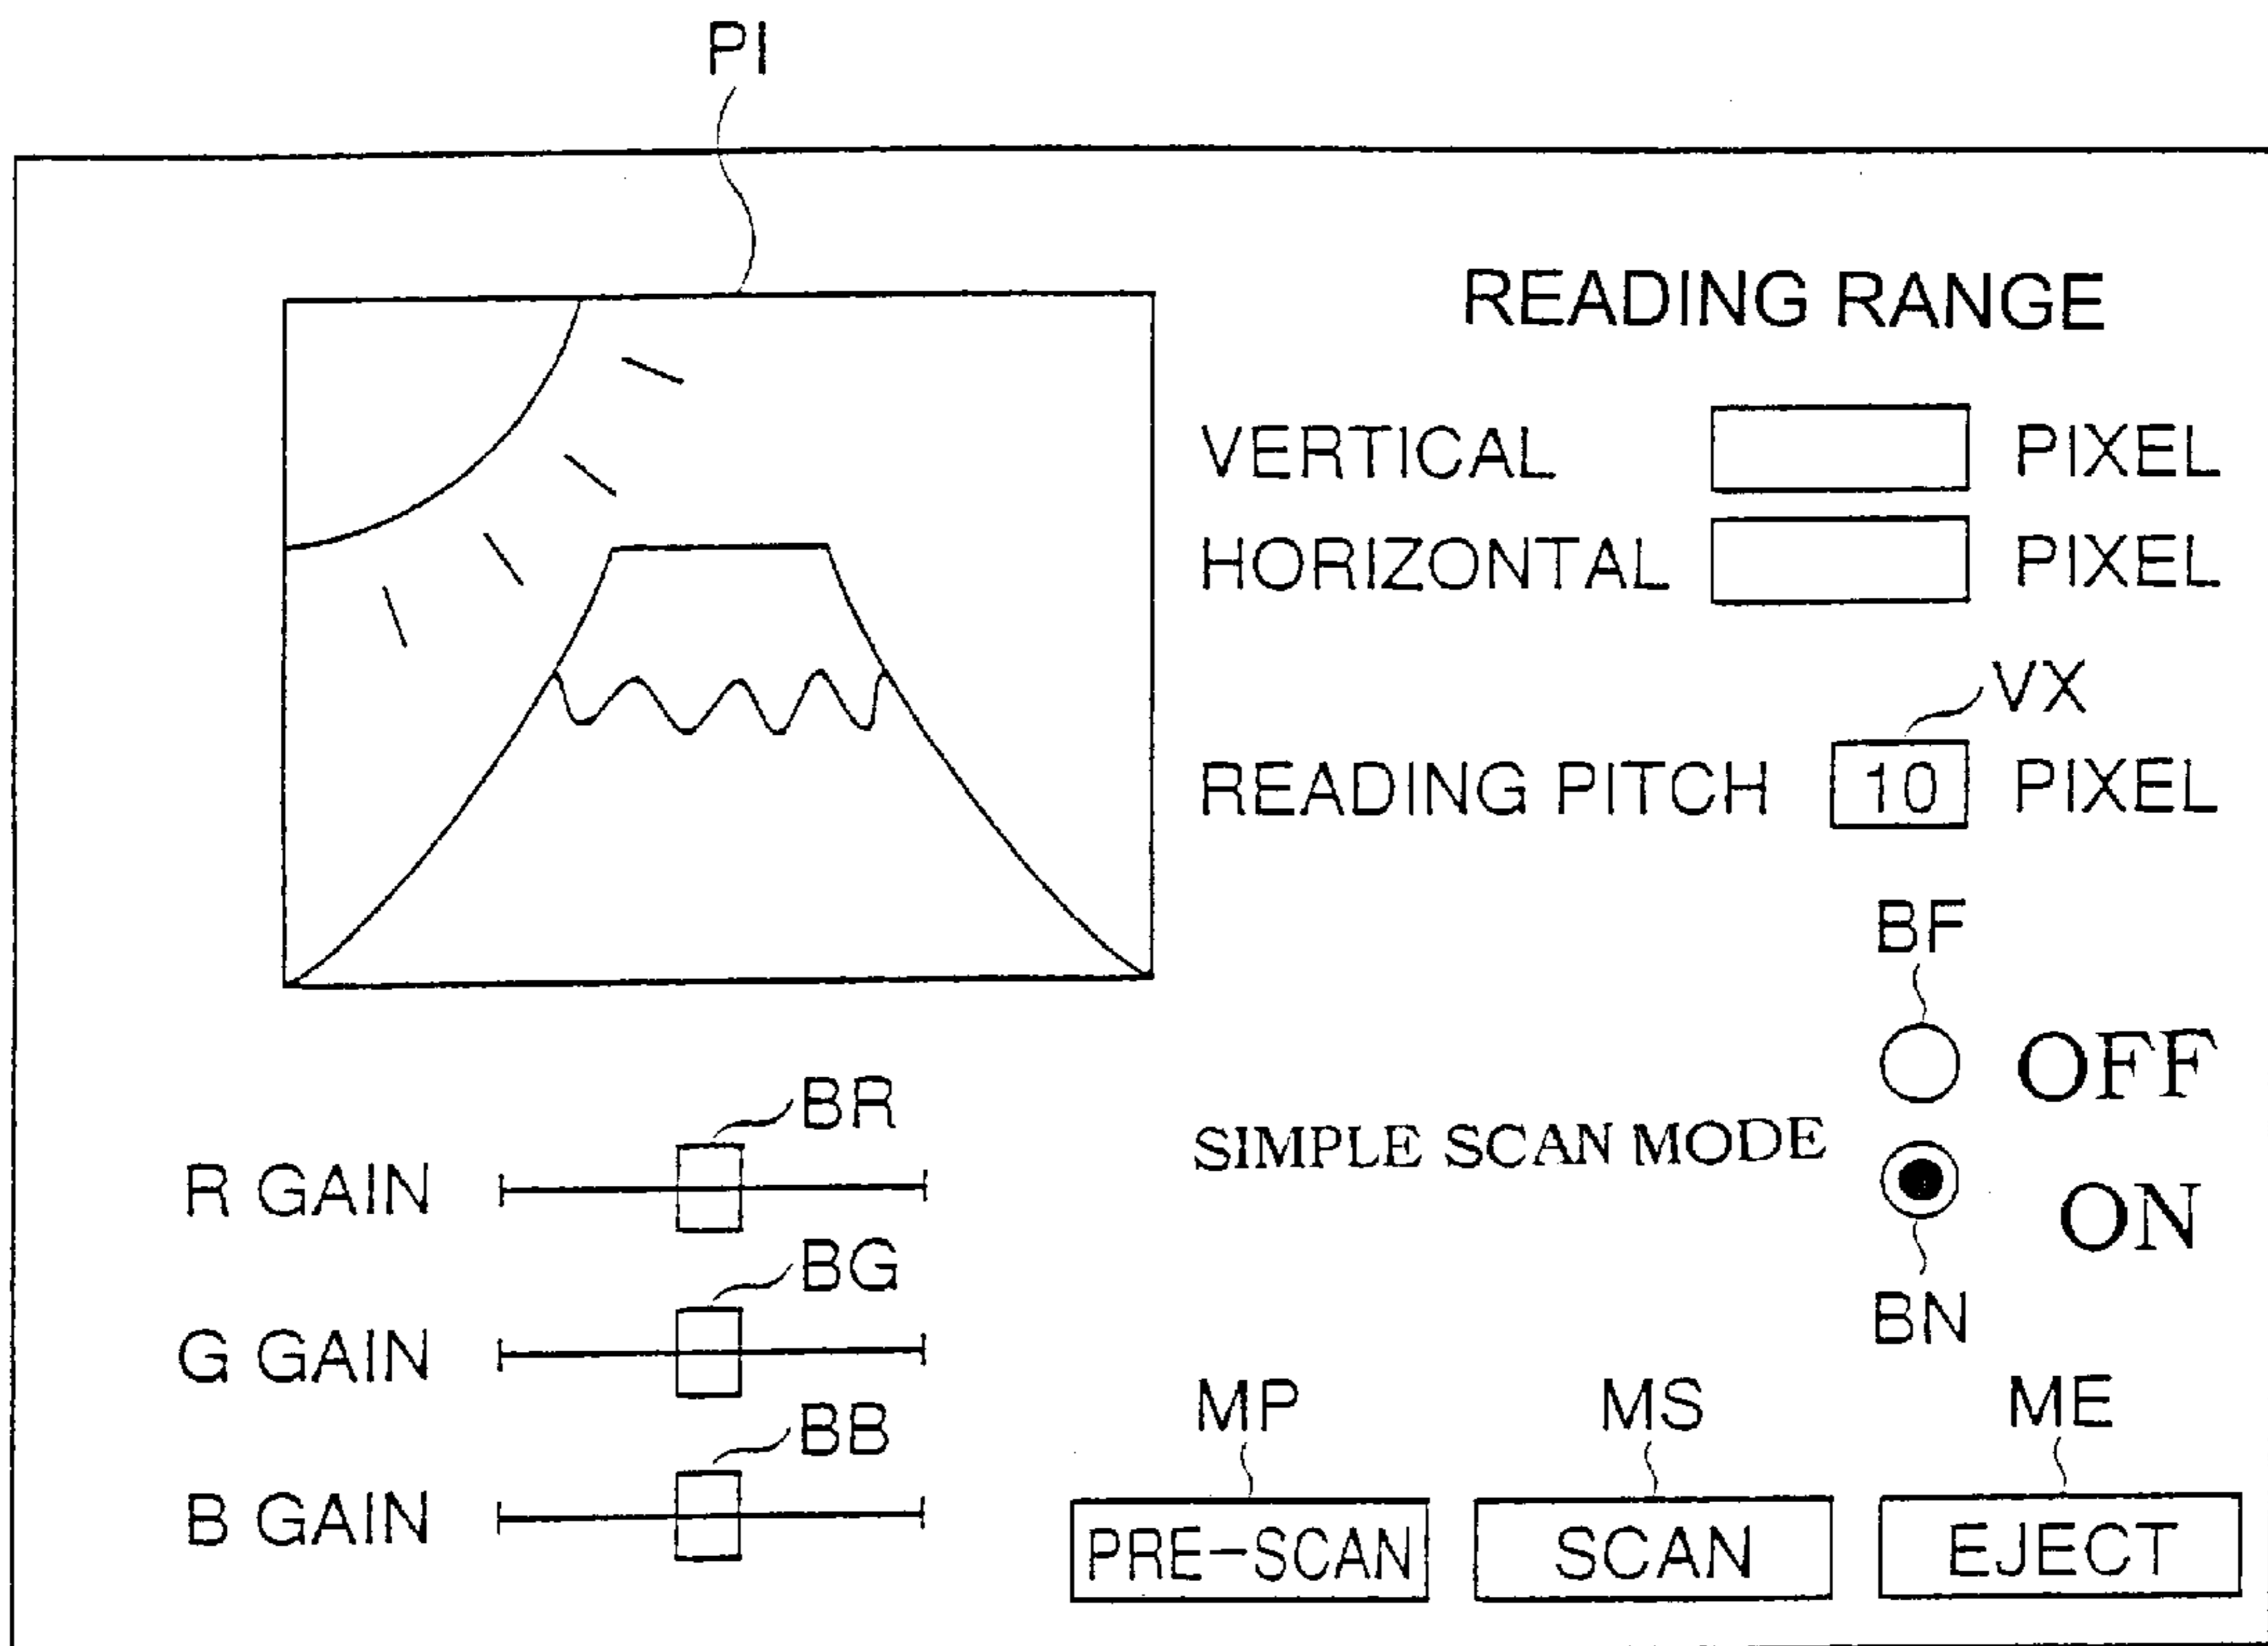 PI
READING RANGE
VERTICAL PIXEL
HORIZONTAL PIXEL
VX
READING PITCH 10 PIXEL
BF
OFF
SIMPLE SCAN MODE
ON
BN
BR
R GAIN
BG
G GAIN
BB
B GAIN
MP MS ME
PRE-SCAN SCAN EJECT